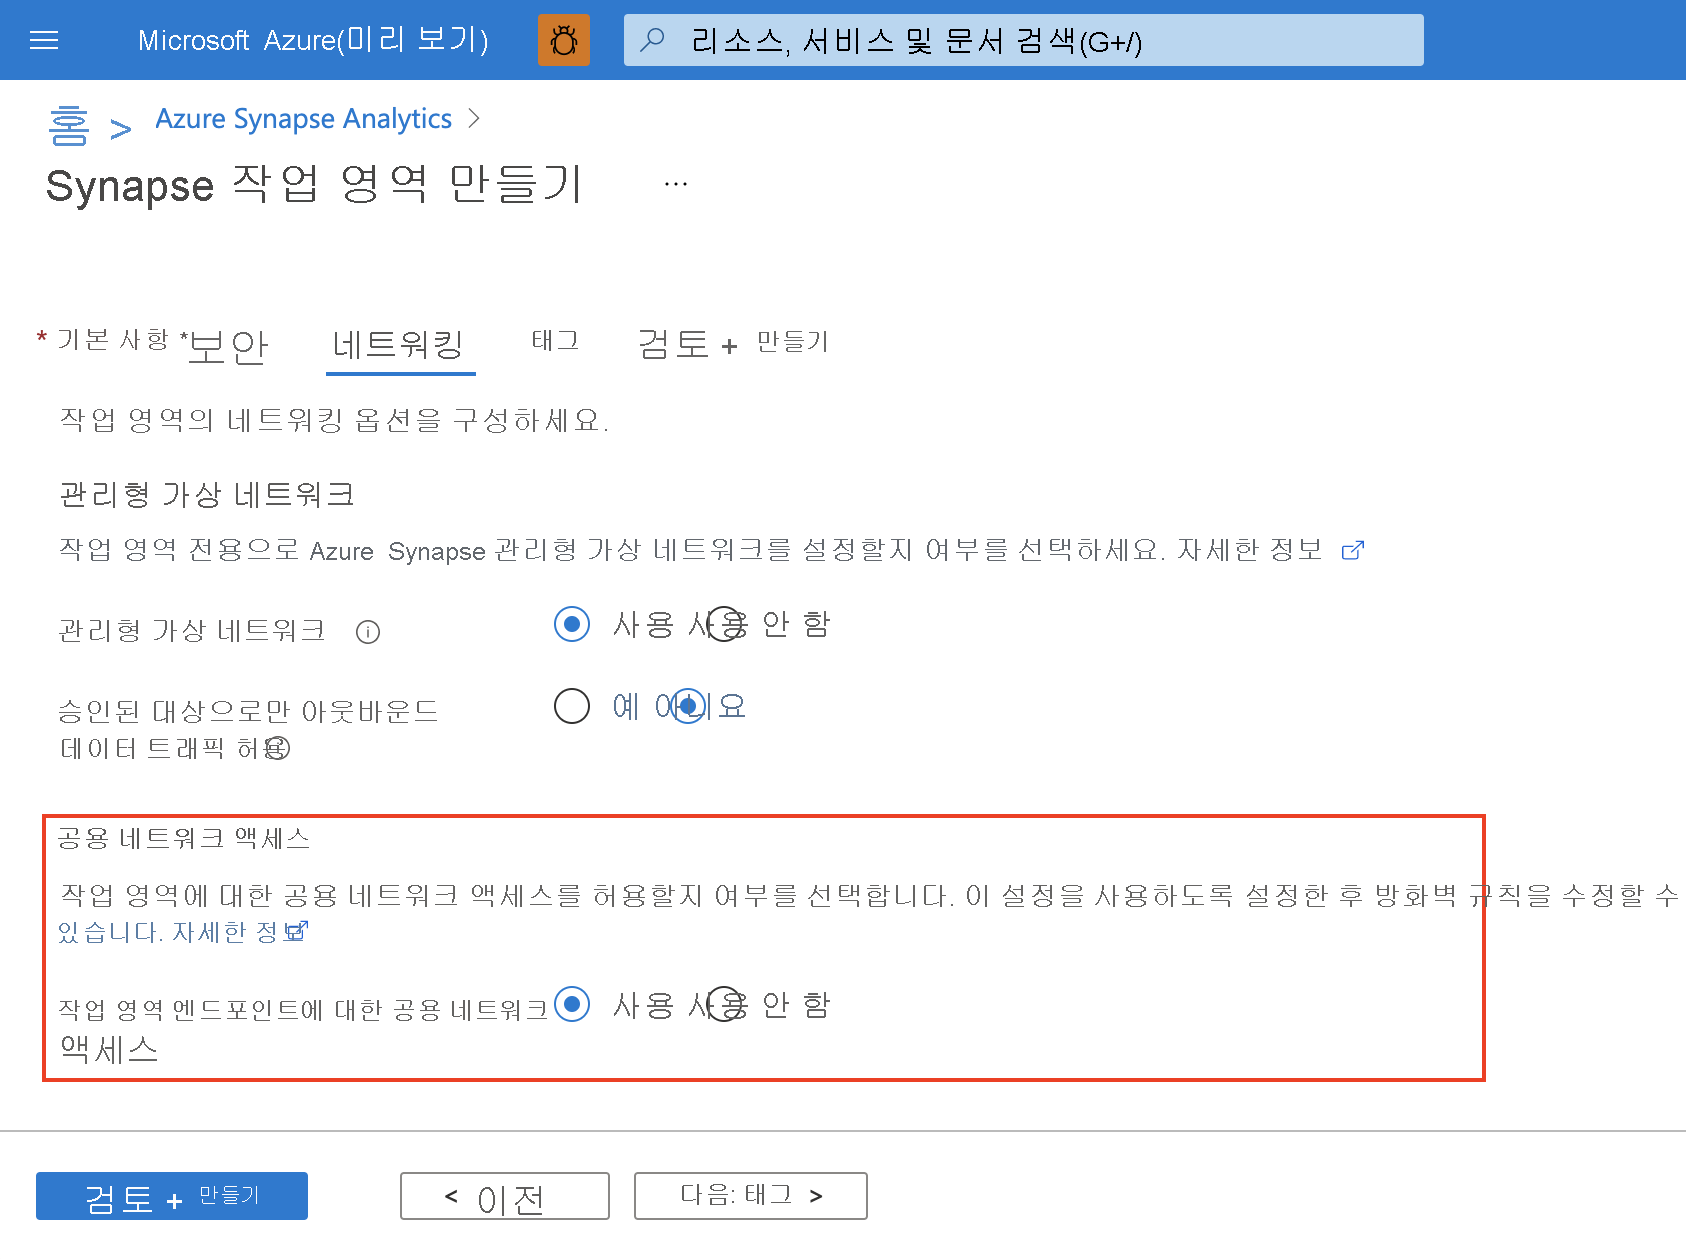 Microsoft Azure(미리 보기)
리소스, 서비스 및 문서 검색(G+/)
홈 > Azure Synapse Analytics >
Synapse 작업 영역 만들기 ...
* 기본 사항 *보안 네트워킹 태그 검토 + 만들기
작업 영역의 네트워킹 옵션을 구성하세요.
관리형 가상 네트워크
작업 영역 전용으로 Azure Synapse 관리형 가상 네트워크를 설정할지 여부를 선택하세요. 자세한 정보
관리형 가상 네트워크 사용 사용 안 함
승인된 대상으로만 아웃바운드 예 아니요
데이터 트래픽 허용
공용 네트워크 액세스
작업 영역에 대한 공용 네트워크 액세스를 허용할지 여부를 선택합니다. 이 설정을 사용하도록 설정한 후 방화벽 규칙을 수정할 수
있습니다. 자세한 정보
작업 영역 엔드포인트에 대한 공용 네트워크 사용 사용 안 함
액세스
검토 + 만들기 < 이전 다음: 태그 >